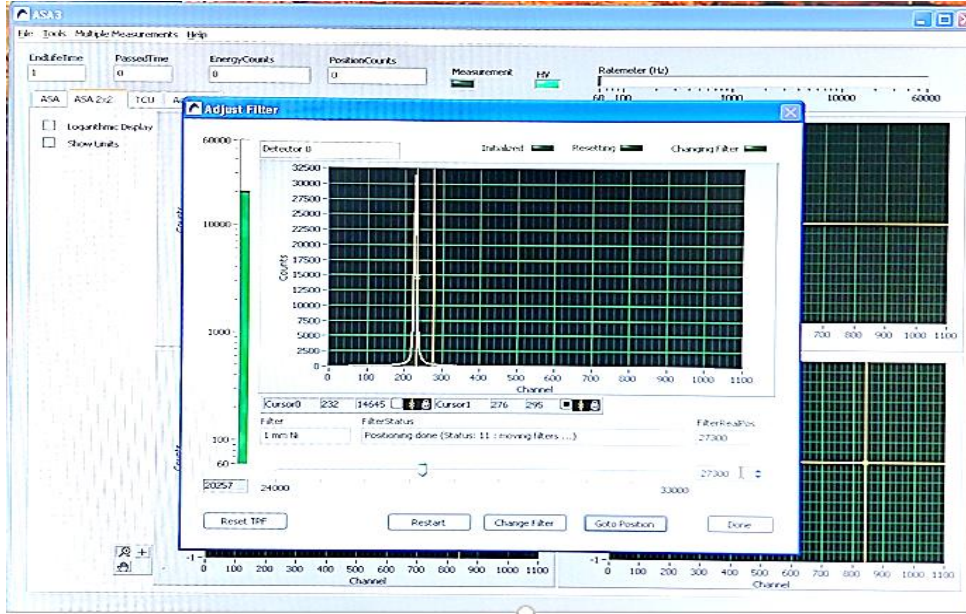 ASA3
File Tools Multiple Measurements Help
EndLifeTime PassedTime EnergyCounts PositionCounts Measurement HV Ratemeter (Hz)
1 0 0 0
60 100 1000 10000 60000
ASA ASA 2x2 TCU
Logarithmic Display
Show Limits
Adjust Filter
Detector 0 Initialized Resetting Changing Filter
60000
10000
1000
100
60
20257
32500
30000
27500
25000
22500
20000
17500
15000
12500
10000
7500
5000
2500
0
Counts
0 100 200 300 400 500 600 700 800 900 1000 1100
Channel
Cursor0 232 14645 Cursor1 276 295
Filter FilterStatus FilterRealPos
1 mm Ni Positioning done (Status: 11 : moving filters ...) 27300
27300
24000 33000
Reset TPF Restart Change Filter Goto Position Done
Counts
Counts
700 800 900 1000 1100
-1
0 100 200 300 400 500 600 700 800 900 1000 1100
Channel
-1
0 100 200 300 400 500 600 700 800 900 1000 1100
Channel